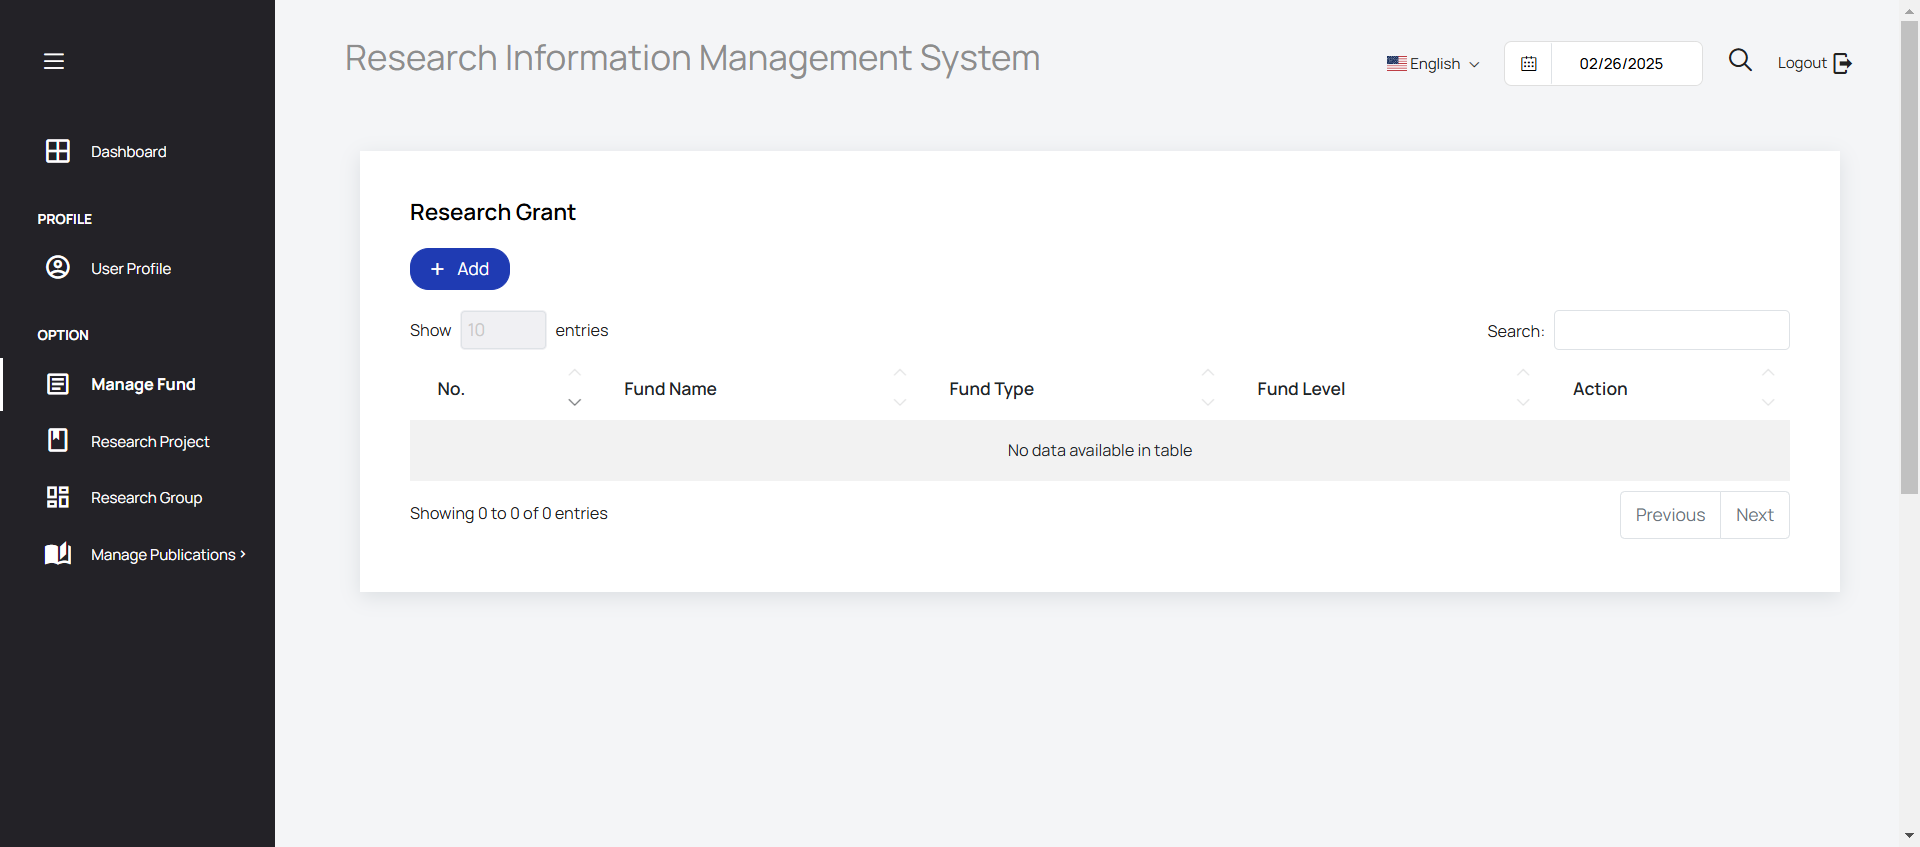 Research Information Management System
English
02/26/2025
Logout
Dashboard
PROFILE
User Profile
OPTION
Manage Fund
Research Project
Research Group
Manage Publications
Research Grant
+ Add
Show 10 entries
Search:
No. Fund Name Fund Type Fund Level Action
No data available in table
Showing 0 to 0 of 0 entries
Previous Next